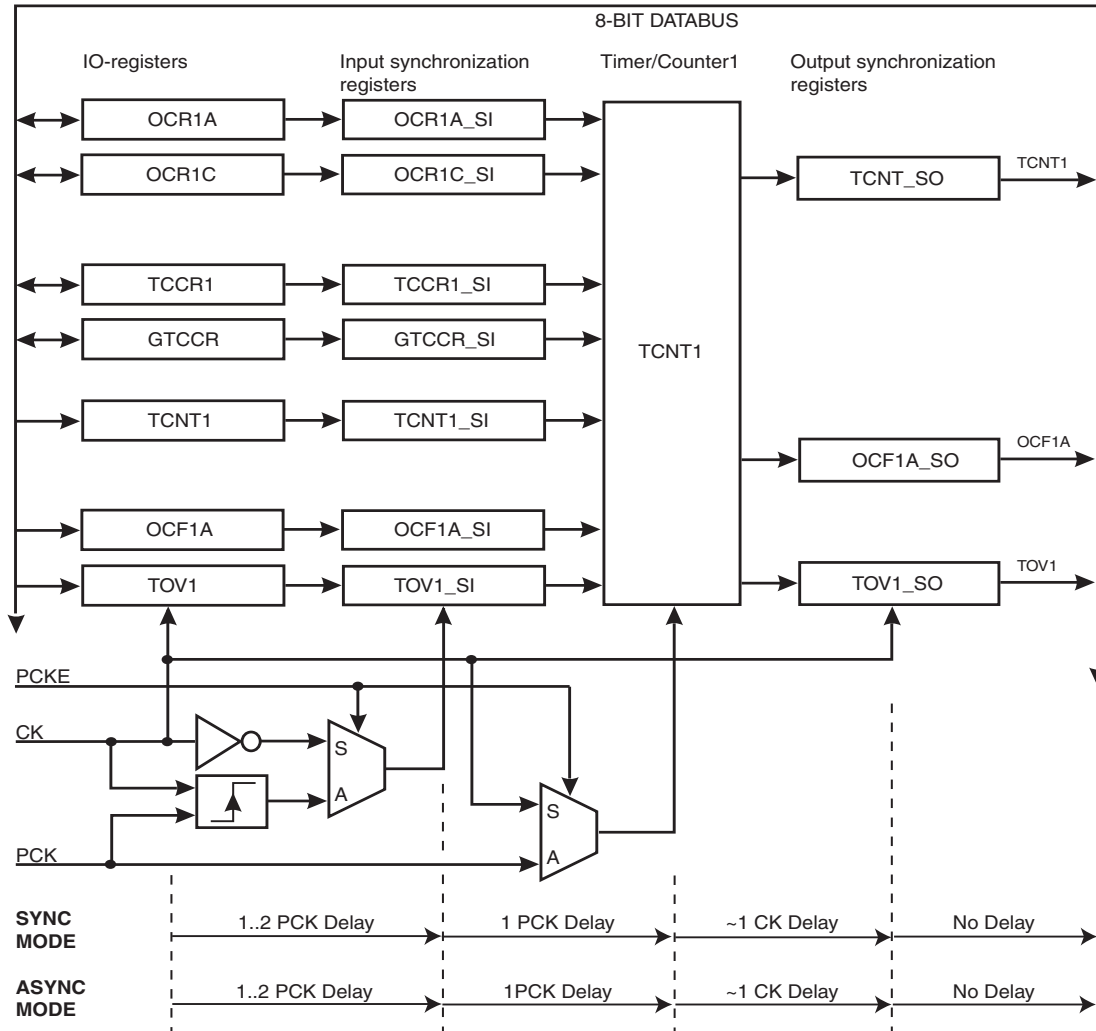 8-BIT DATABUS
IO-registers
Input synchronization
registers
Timer/Counter1
Output synchronization
registers
OCR1A
OCR1A_SI
OCR1C
OCR1C_SI
TCNT_SO
TCNT1
TCCR1
TCCR1_SI
GTCCR
GTCCR_SI
TCNT1
TCNT1
TCNT1_SI
OCF1A_SO
OCF1A
OCF1A
OCF1A_SI
TOV1
TOV1_SI
TOV1_SO
TOV1
PCKE
CK
S
A
S
A
PCK
SYNC
MODE
1..2 PCK Delay
1 PCK Delay
~1 CK Delay
No Delay
ASYNC
MODE
1..2 PCK Delay
1PCK Delay
~1 CK Delay
No Delay